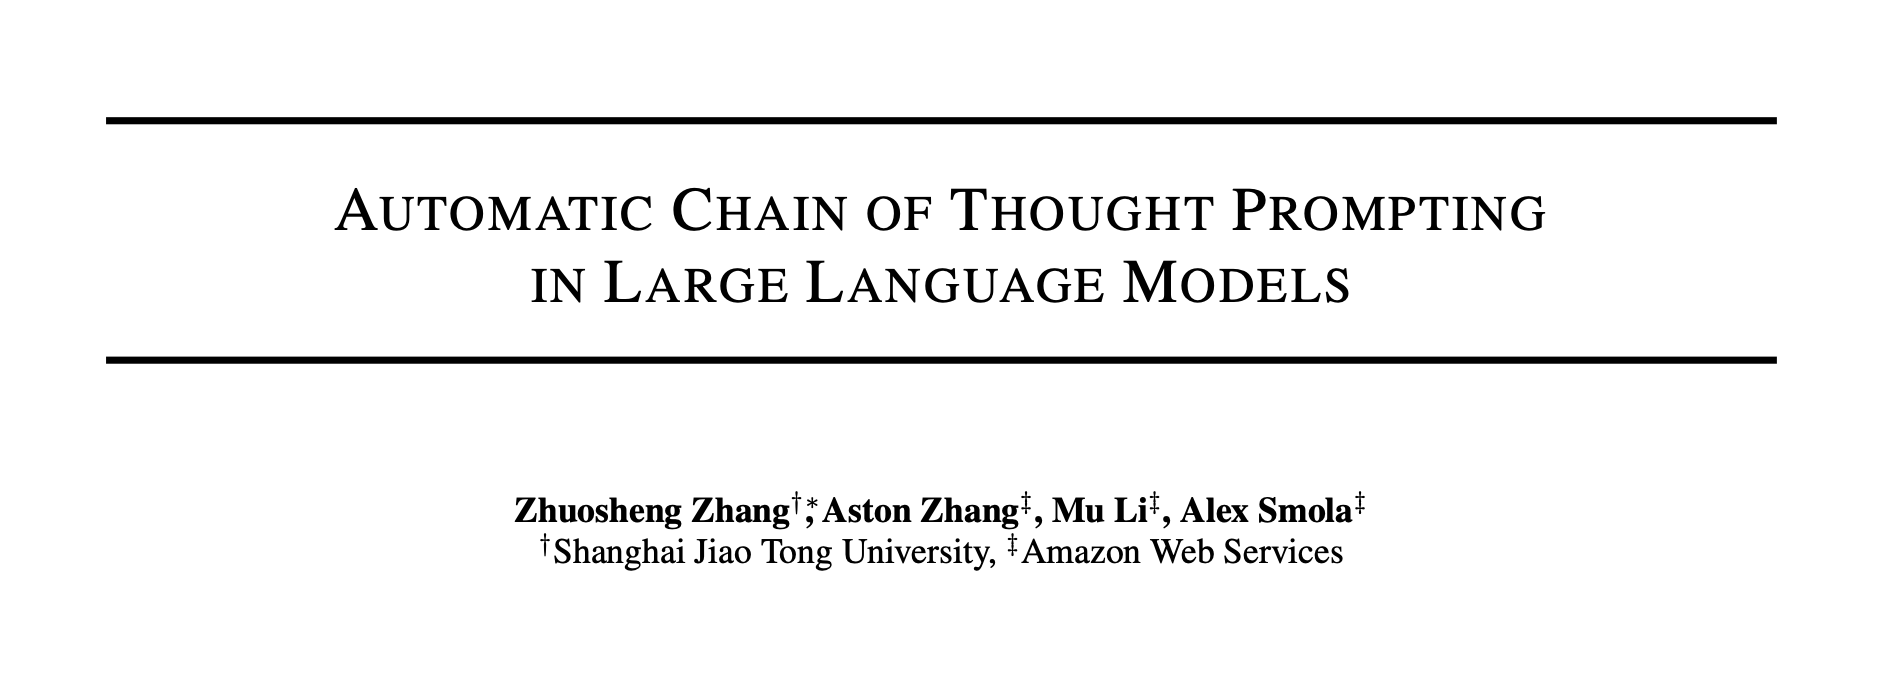 AUTOMATIC CHAIN OF THOUGHT PROMPTING
IN LARGE LANGUAGE MODELS
Zhuosheng Zhang†,* Aston Zhang‡, Mu Li‡, Alex Smola‡
†Shanghai Jiao Tong University, ‡Amazon Web Services